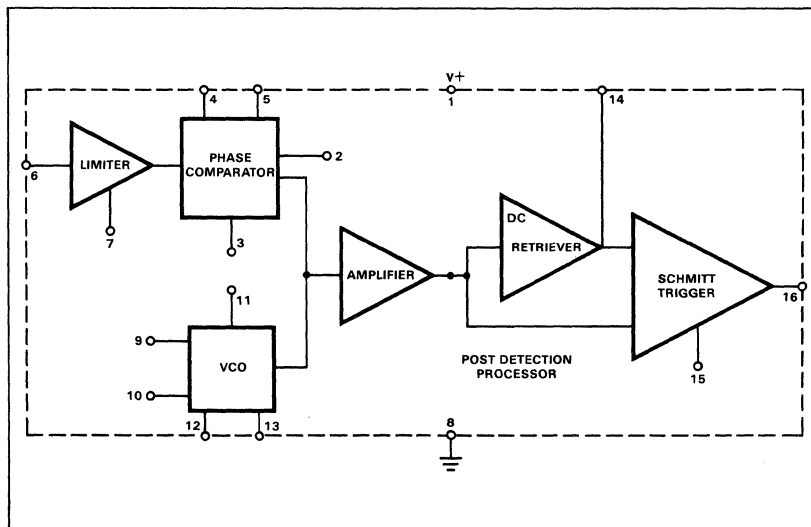 V+
4
5
1
14
LIMITER
PHASE
COMPARATOR
2
6
7
3
DC
RETRIEVER
AMPLIFIER
SCHMITT
TRIGGER
16
11
9
VCO
10
POST DETECTION
PROCESSOR
15
12
13
8